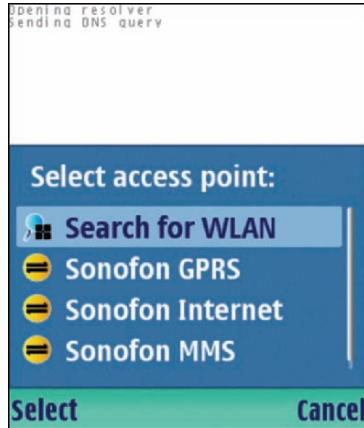 Opening resolver
Sending DNS query
Select access point:
Search for WLAN
Sonofon GPRS
Sonofon Internet
Sonofon MMS
Select Cancel